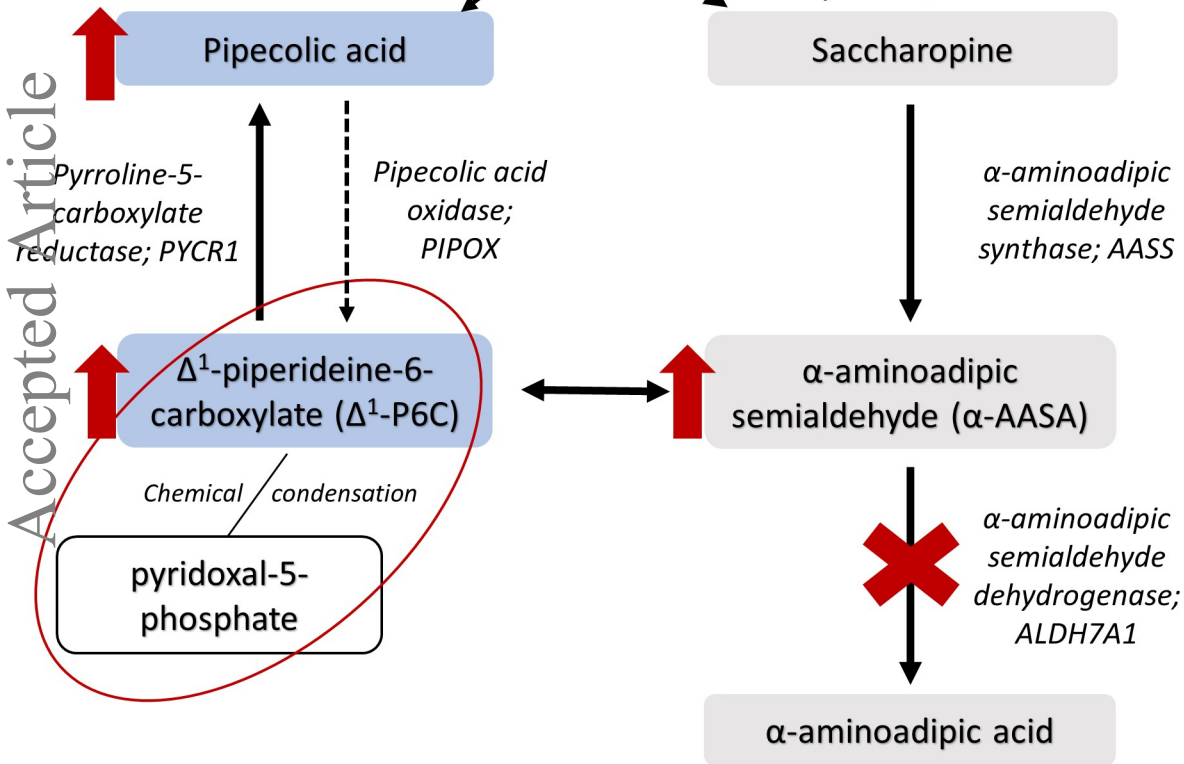 Pipecolic acid
Saccharopine
Accepted Article
Pyrroline-5-
carboxylate
reductase; PYCR1
Pipecolic acid
oxidase;
PIPOX
α-aminoadipic
semialdehyde
synthase; AASS
Δ¹-piperideine-6-
carboxylate (Δ¹-P6C)
α-aminoadipic
semialdehyde (α-AASA)
Chemical condensation
pyridoxal-5-
phosphate
α-aminoadipic
semialdehyde
dehydrogenase;
ALDH7A1
α-aminoadipic acid